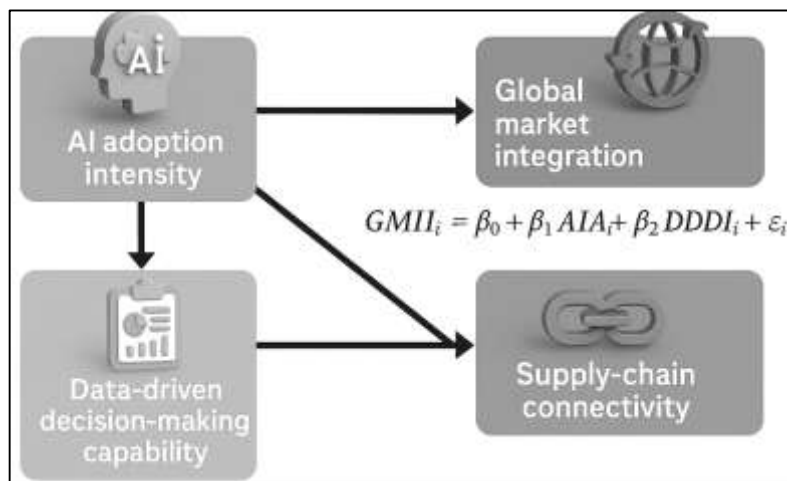 AI
AI adoption
intensity
Global
market
integration
GMIIᵢ = β₀ + β₁ AIAᵢ+ β₂ DDDIᵢ + εᵢ
Data-driven
decision-making
capability
Supply-chain
connectivity